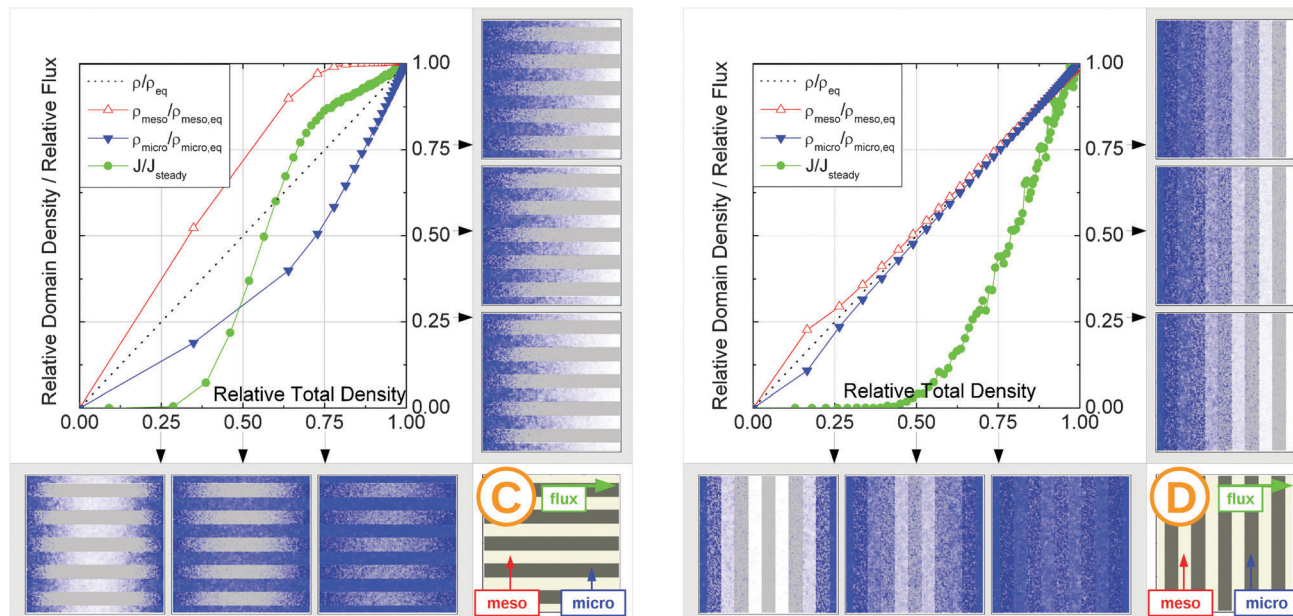 Relative Domain Density / Relative Flux
ρ/ρeq
ρmeso/ρmeso,eq
ρmicro/ρmicro,eq
J/Jsteady
1.00
0.75
0.50
0.25
0.00
Relative Total Density
0.00 0.25 0.50 0.75 1.00
C
flux
meso
micro
Relative Domain Density / Relative Flux
ρ/ρeq
ρmeso/ρmeso,eq
ρmicro/ρmicro,eq
J/Jsteady
1.00
0.75
0.50
0.25
0.00
Relative Total Density
0.00 0.25 0.50 0.75 1.00
D
flux
meso
micro